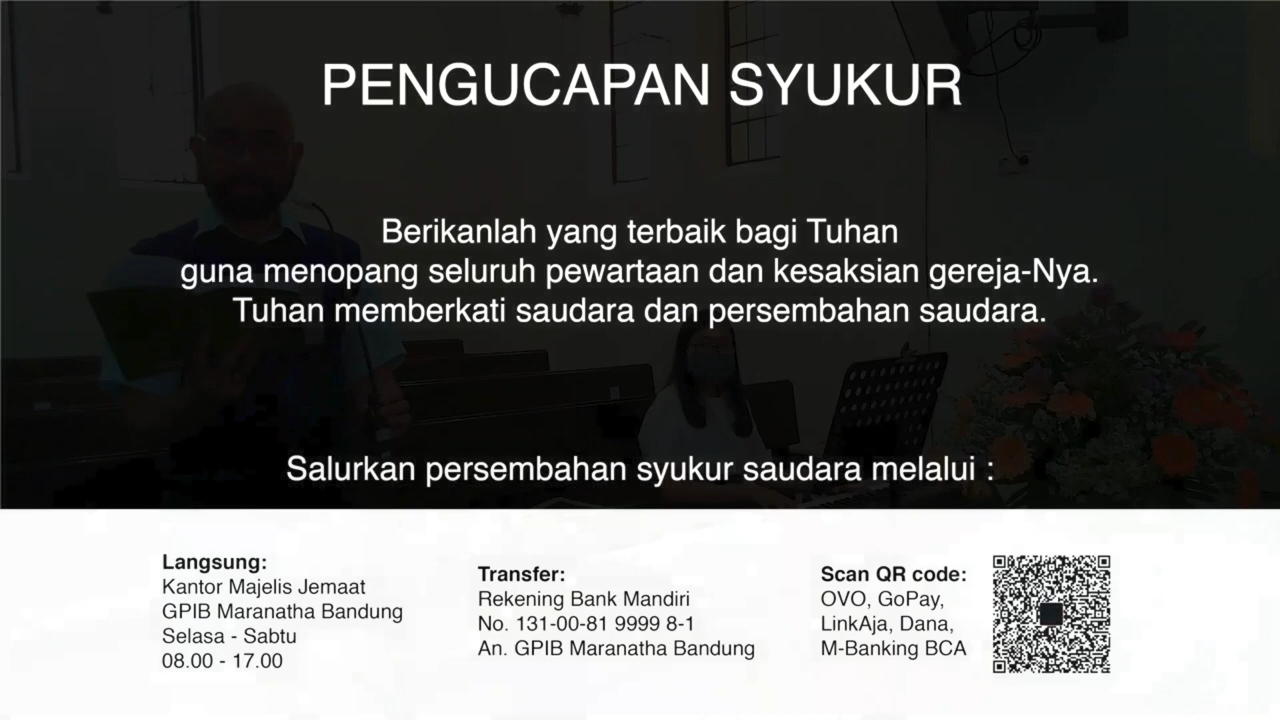 PENGUCAPAN SYUKUR
Berikanlah yang terbaik bagi Tuhan
guna menopang seluruh pewartaan dan kesaksian gereja-Nya.
Tuhan memberkati saudara dan persembahan saudara.
Salurkan persembahan syukur saudara melalui :
Langsung:
Kantor Majelis Jemaat
GPIB Maranatha Bandung
Selasa - Sabtu
08.00 - 17.00
Transfer:
Rekening Bank Mandiri
No. 131-00-81 9999 8-1
An. GPIB Maranatha Bandung
Scan QR code:
OVO, GoPay,
LinkAja, Dana,
M-Banking BCA